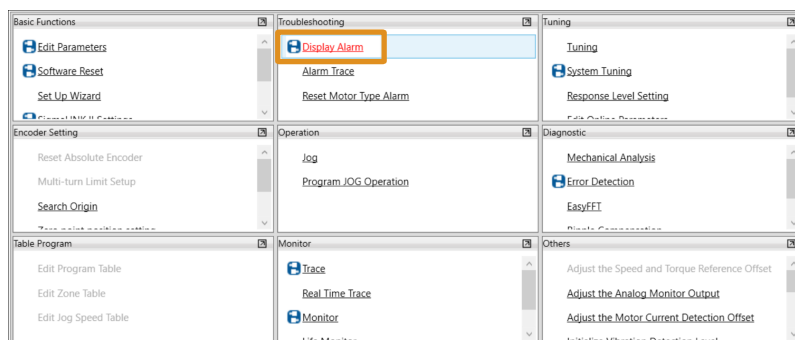 Basic Functions
Edit Parameters
Software Reset
Set Up Wizard
Troubleshooting
Display Alarm
Alarm Trace
Reset Motor Type Alarm
Tuning
Tuning
System Tuning
Response Level Setting
Encoder Setting
Reset Absolute Encoder
Multi-turn Limit Setup
Search Origin
Operation
Jog
Program JOG Operation
Diagnostic
Mechanical Analysis
Error Detection
EasyFFT
Table Program
Edit Program Table
Edit Zone Table
Edit Jog Speed Table
Monitor
Trace
Real Time Trace
Monitor
Others
Adjust the Speed and Torque Reference Offset
Adjust the Analog Monitor Output
Adjust the Motor Current Detection Offset